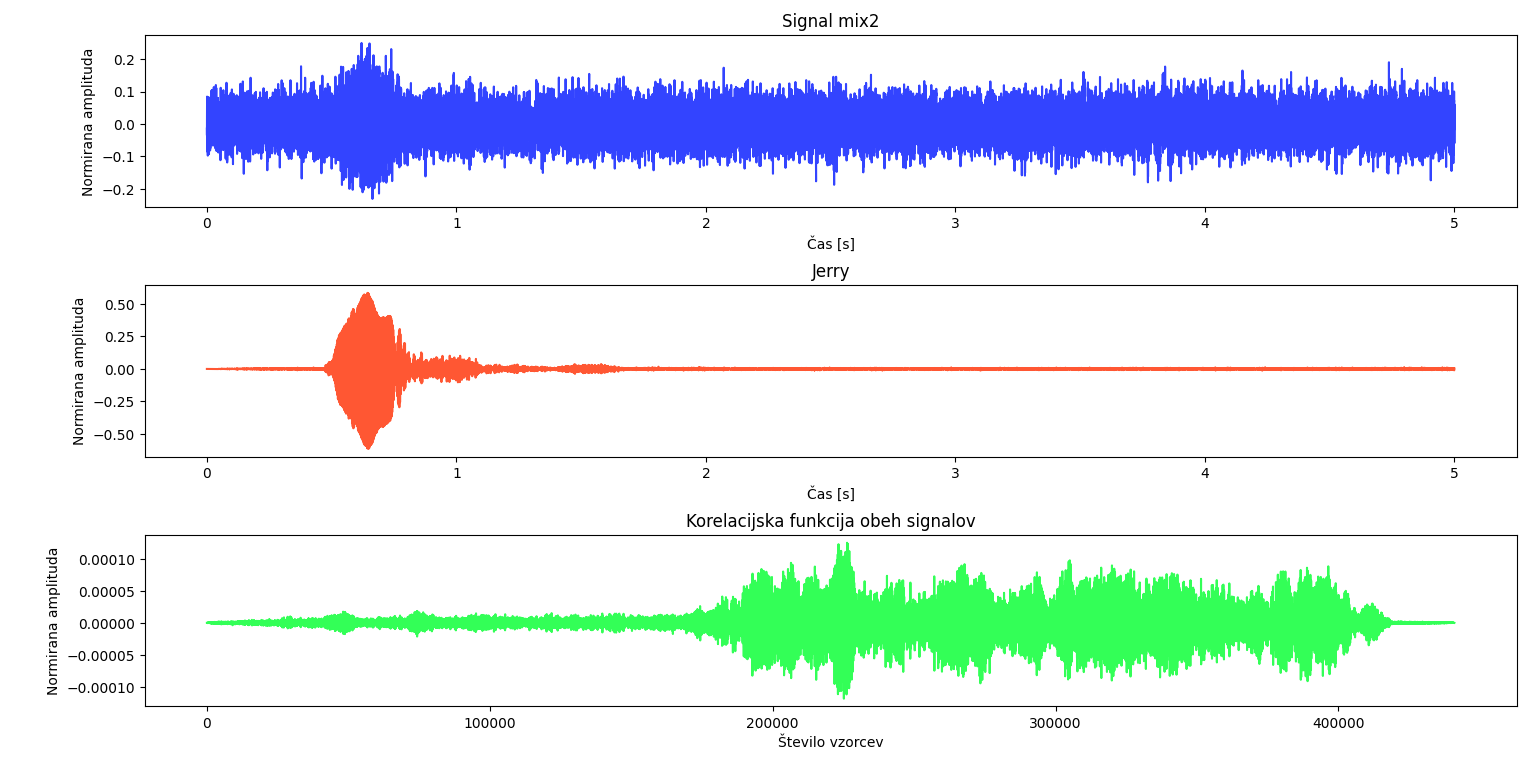 Signal mix2
Normirana amplituda
0.2
0.1
0.0
−0.1
−0.2
0 1 2 3 4 5
Čas [s]
Jerry
Normirana amplituda
0.50
0.25
0.00
−0.25
−0.50
0 1 2 3 4 5
Čas [s]
Korelacijska funkcija obeh signalov
Normirana amplituda
0.00010
0.00005
0.00000
−0.00005
−0.00010
0 100000 200000 300000 400000
Število vzorcev